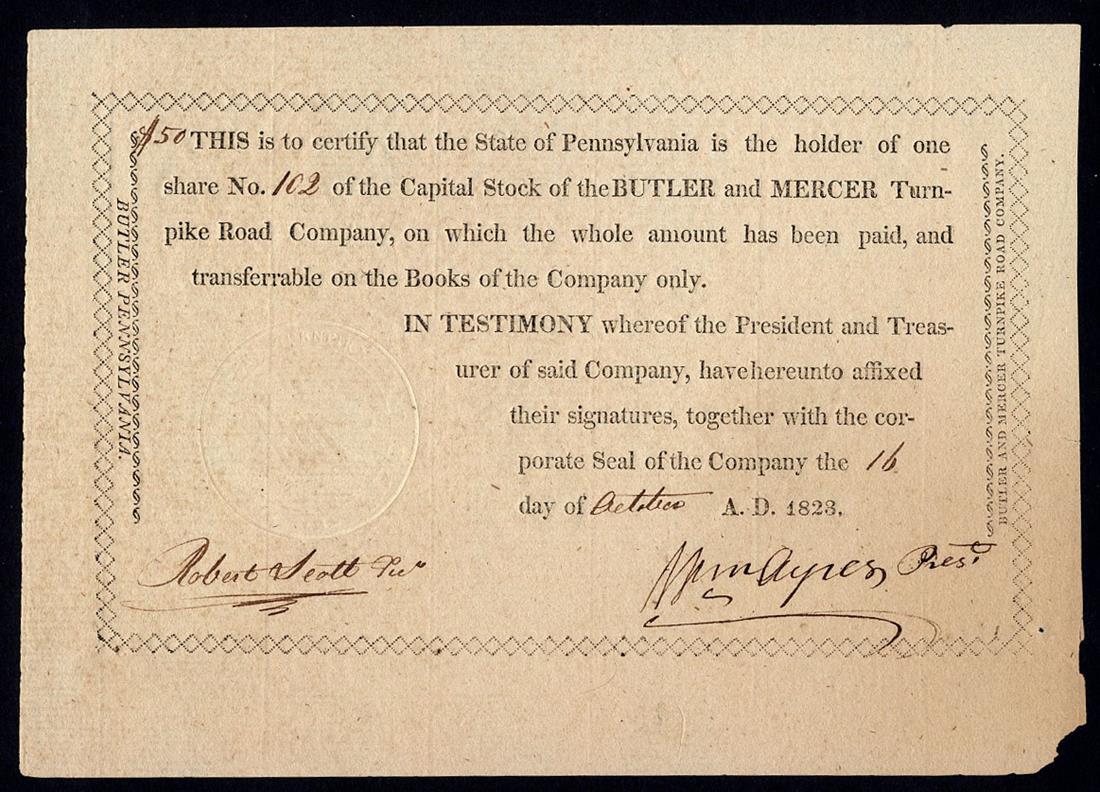 $50 THIS is to certify that the State of Pennsylvania is the holder of one
share No. 102 of the Capital Stock of the BUTLER and MERCER Turn-
pike Road Company, on which the whole amount has been paid, and
transferrable on the Books of the Company only.
IN TESTIMONY whereof the President and Treas-
urer of said Company, have hereunto affixed
their signatures, together with the cor-
porate Seal of the Company the 16
day of October A. D. 1823.
Robert Scott
Wm Ayres Prest
BUTLER PENNSYLVANIA.
BUTLER AND MERCER TURNPIKE ROAD COMPANY.